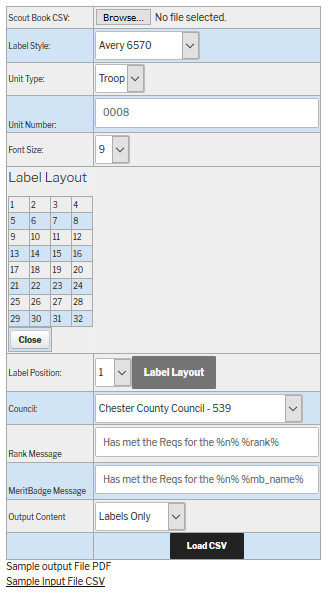 Scout Book CSV: Browse... No file selected.
Label Style: Avery 6570
Unit Type: Troop
Unit Number: 0008
Font Size: 9
Label Layout
1 2 3 4
5 6 7 8
9 10 11 12
13 14 15 16
17 18 19 20
21 22 23 24
25 26 27 28
29 30 31 32
Close
Label Position: 1 Label Layout
Council: Chester County Council - 539
Rank Message Has met the Reqs for the %n% %rank%
MeritBadge Message Has met the Reqs for the %n% %mb_name%
Output Content Labels Only
Load CSV
Sample output File PDF
Sample Input File CSV